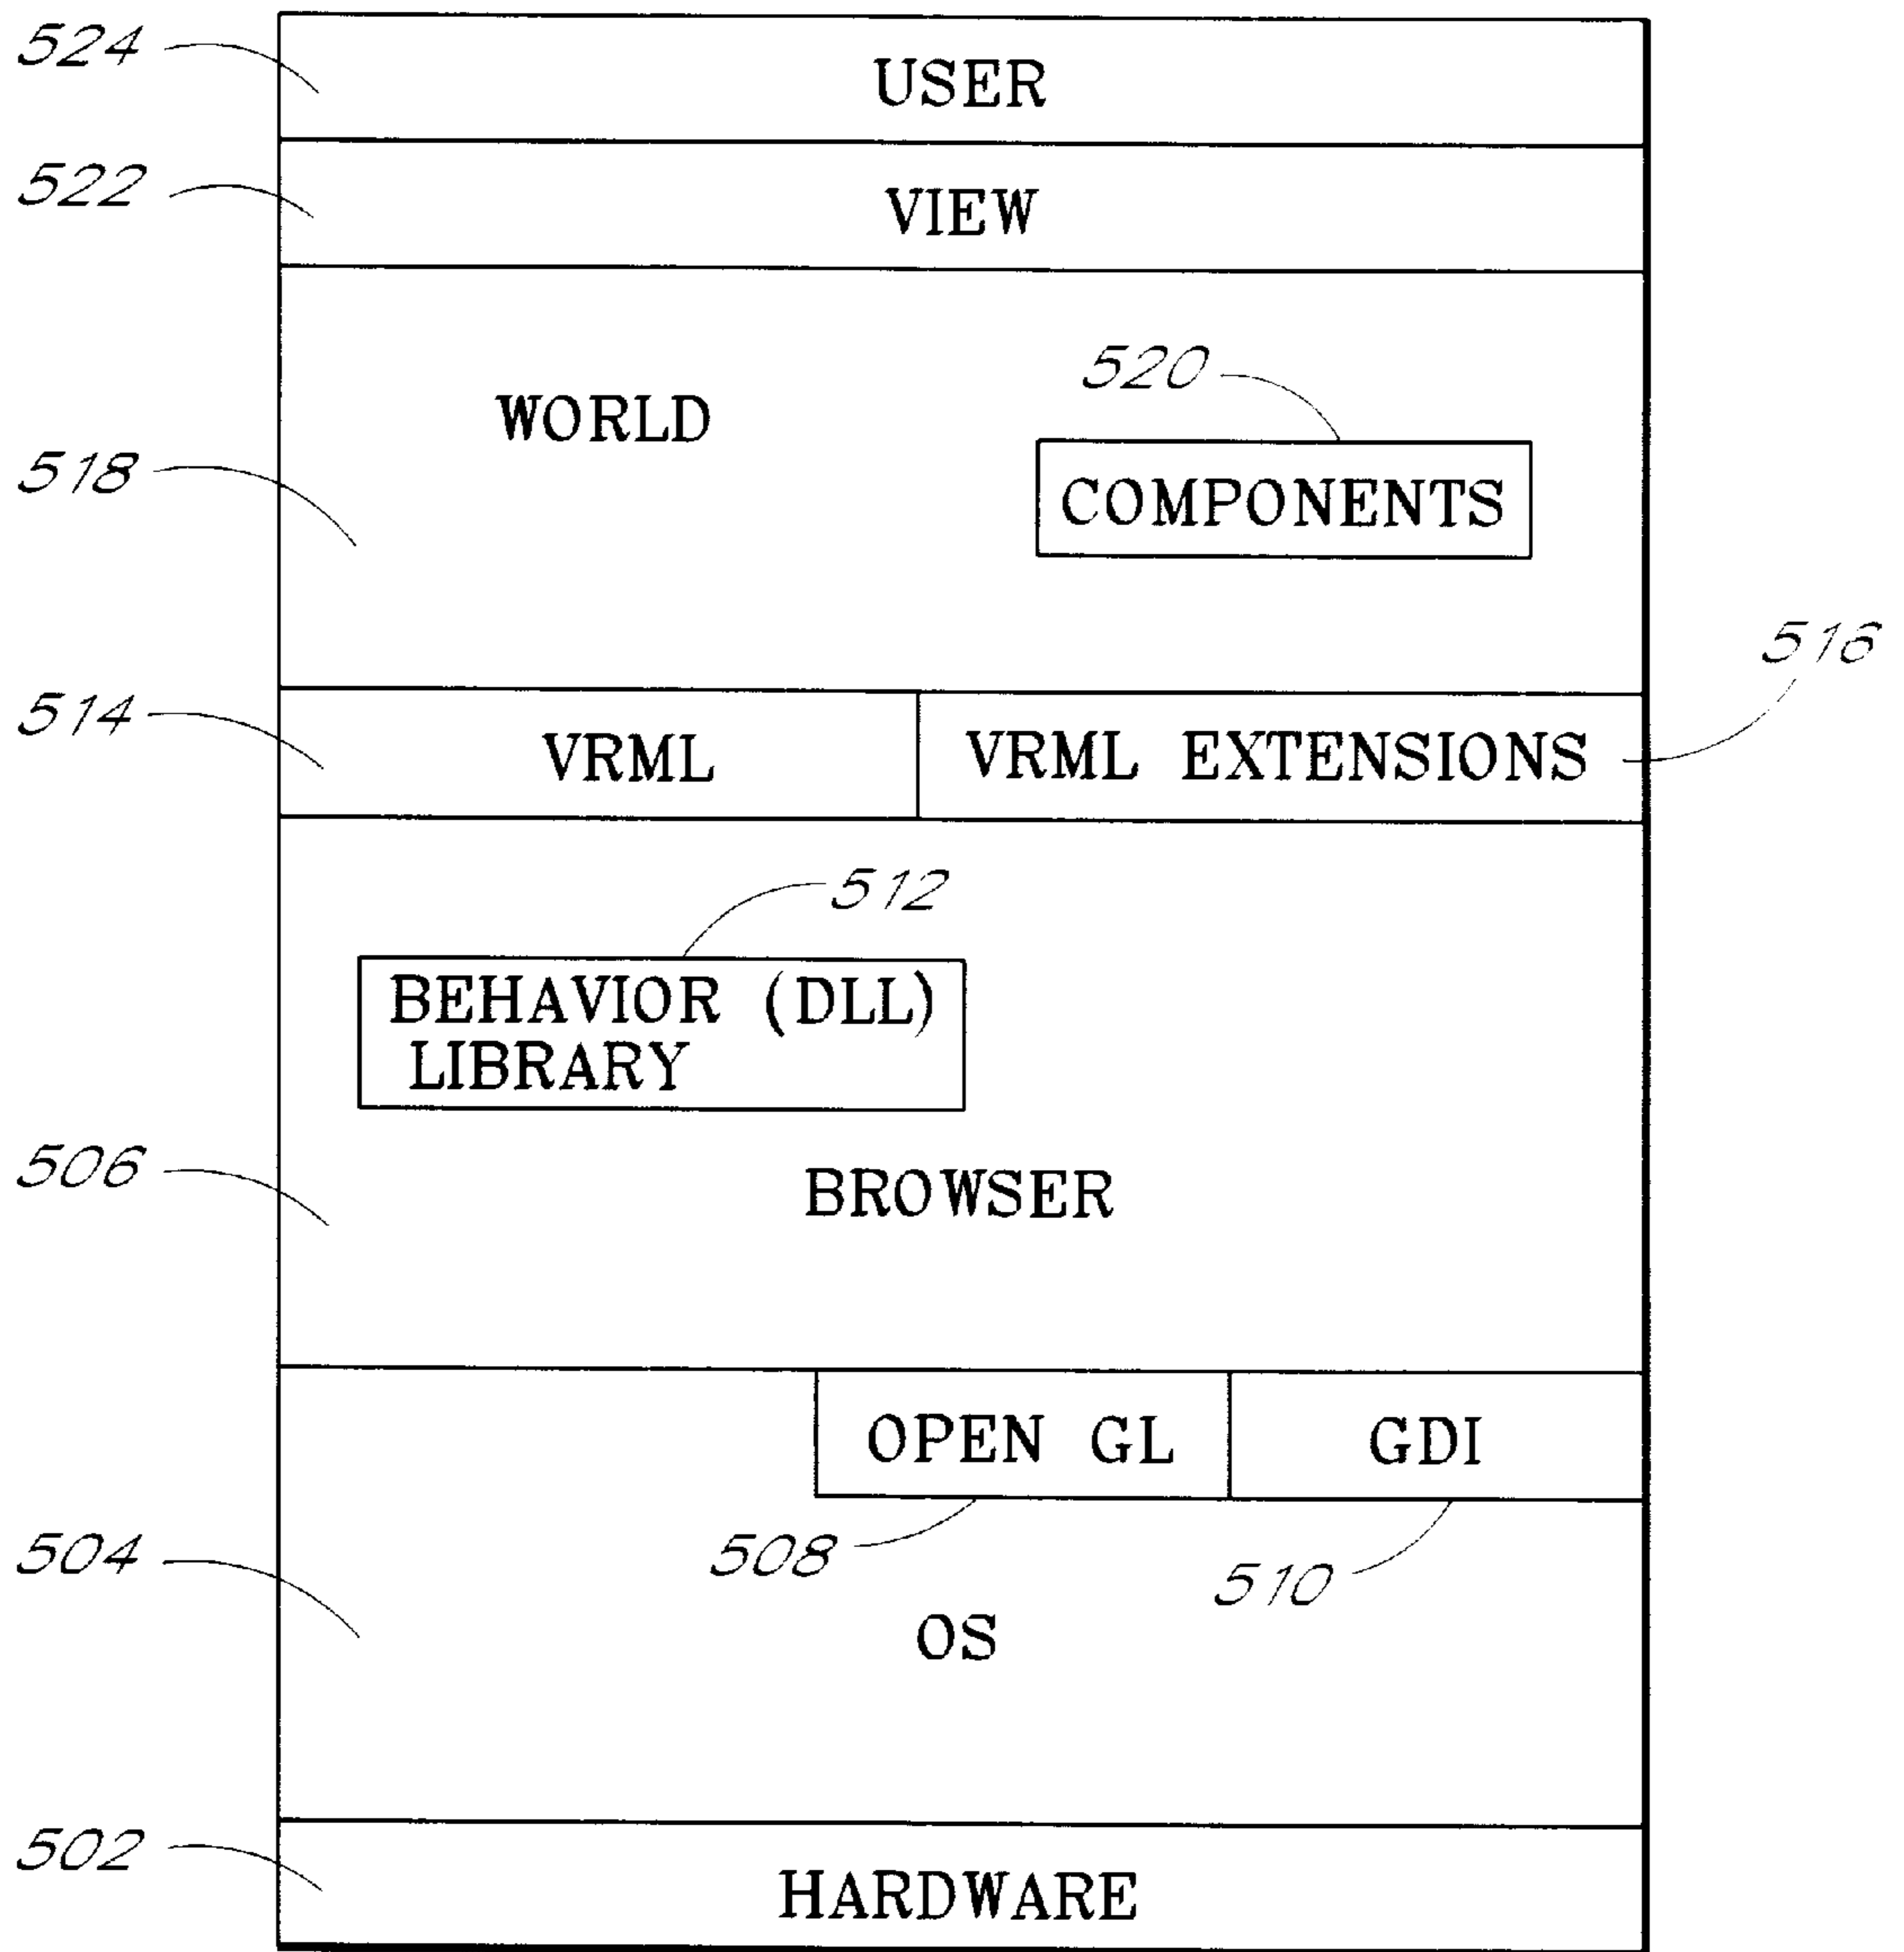 524
USER
522
VIEW
520
WORLD
518
COMPONENTS
516
514
VRML
VRML EXTENSIONS
512
BEHAVIOR (DLL)
LIBRARY
506
BROWSER
OPEN GL
GDI
504
508
510
OS
502
HARDWARE